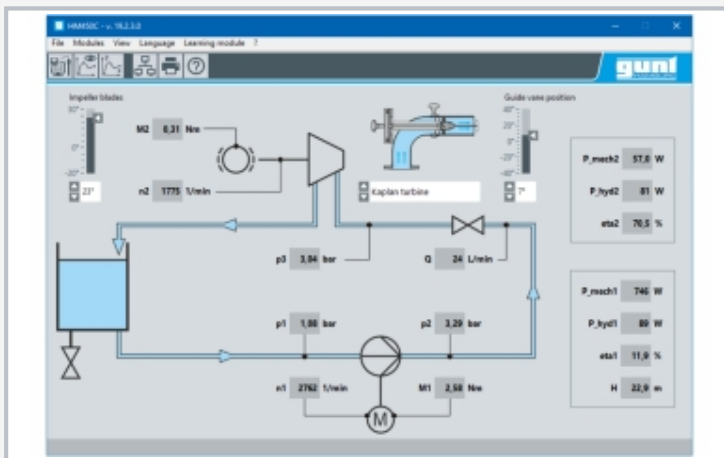 HM450C - v. 19.2.3.0
File Modules View Language Learning module ?
gunt
Impeller blades
Guide vane position
M2 0,31 Nm
n2 1775 1/min
23°
Kaplan turbine
7°
P_mech2 57,0 W
P_hyd2 81 W
eta2 70,5 %
p3 3,04 bar
Q 24 L/min
p1 1,08 bar
p2 3,29 bar
n1 2762 1/min
M1 2,58 Nm
M
P_mech1 746 W
P_hyd1 89 W
eta1 11,9 %
H 22,9 m